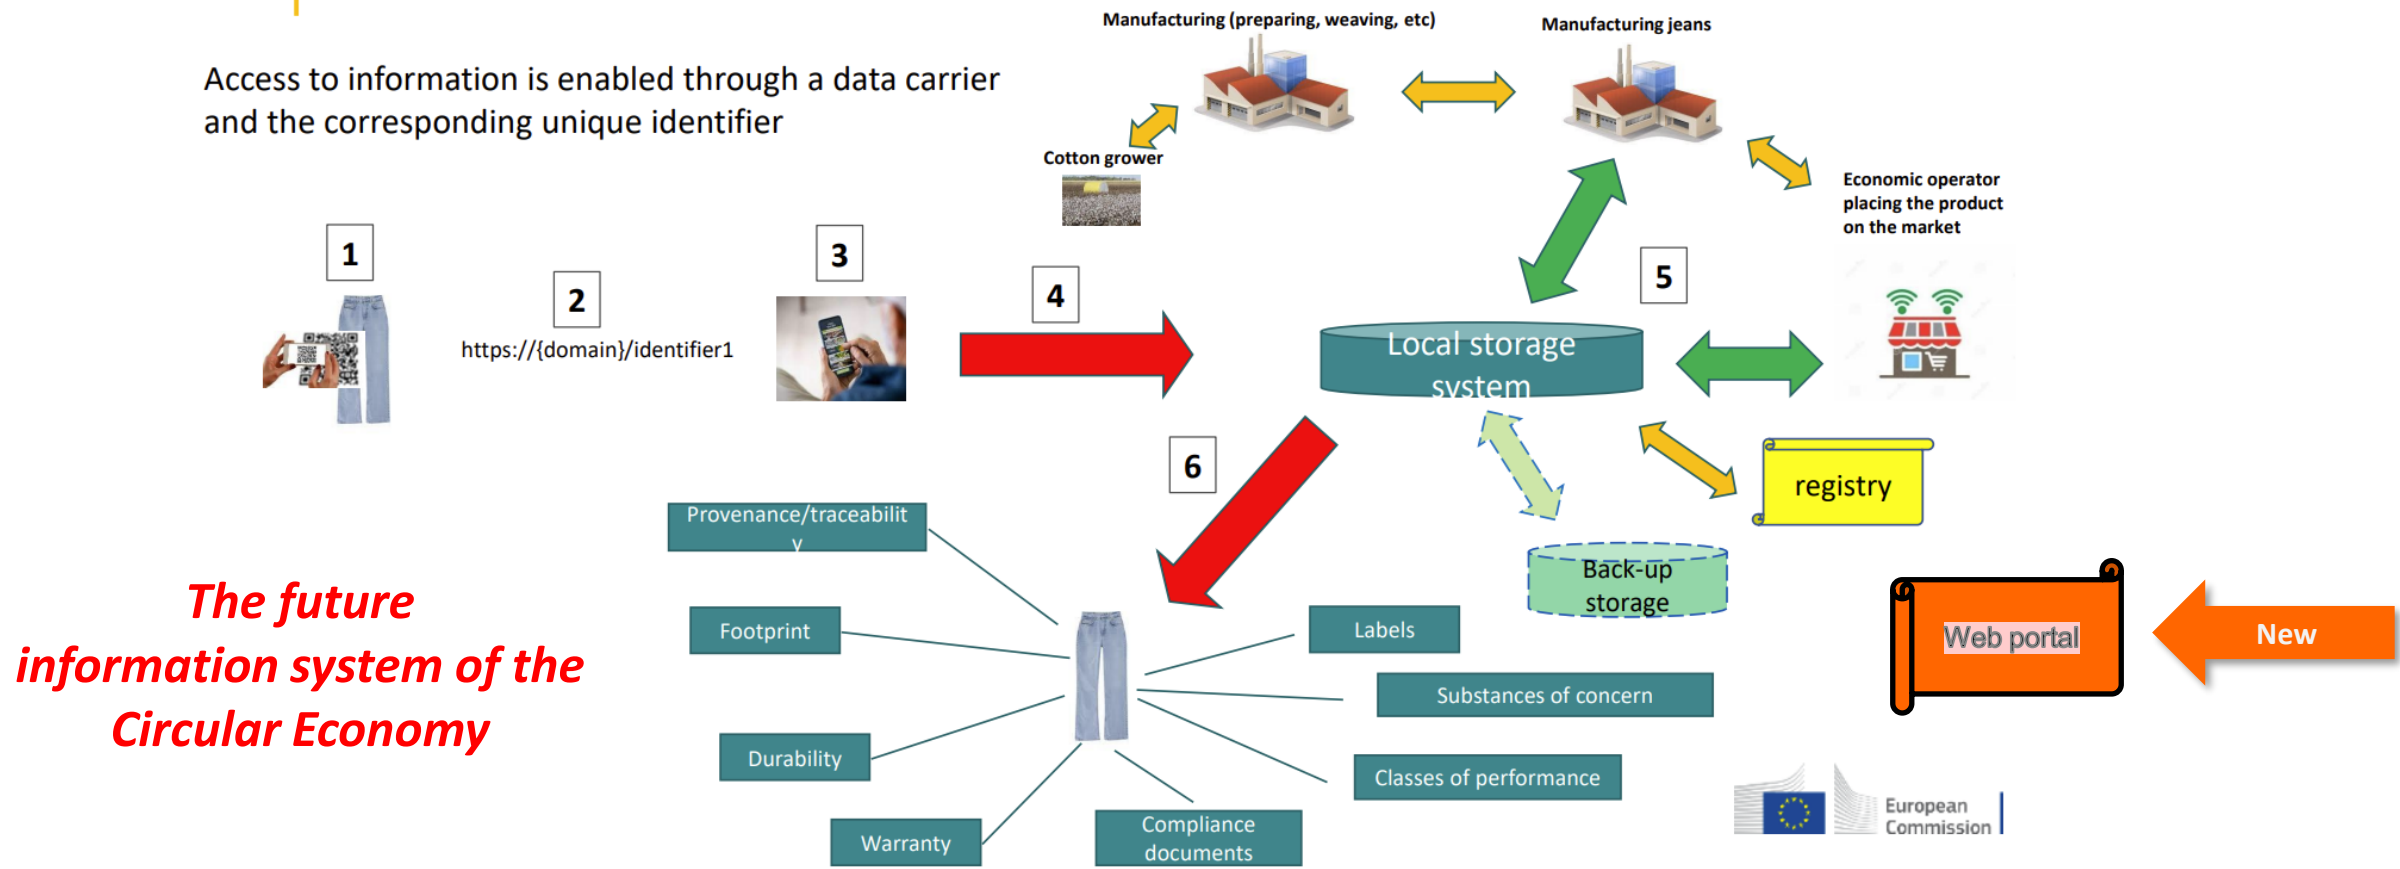 Manufacturing (preparing, weaving, etc)
Manufacturing jeans
Access to information is enabled through a data carrier
and the corresponding unique identifier
Cotton grower
Economic operator
placing the product
on the market
1
2
3
4
5
https://{domain}/identifier1
Local storage
system
6
registry
Provenance/traceabilit
y
Back-up
storage
The future
information system of the
Circular Economy
Footprint
Labels
Web portal
New
Substances of concern
Durability
Classes of performance
Warranty
Compliance
documents
European
Commission